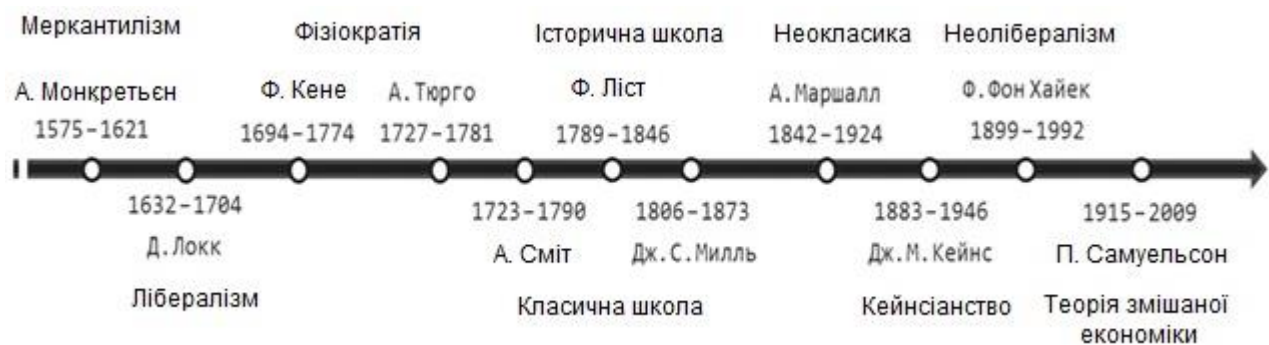 Меркантилізм Фізіократія Історична школа Неокласика Неолібералізм
А. Монкретьєн Ф. Кене А.Тюрго Ф. Ліст А.Маршалл Ф.Фон Хайек
1575-1621 1694-1774 1727-1781 1789-1846 1842-1924 1899-1992
1632-1704 1723-1790 1806-1873 1883-1946 1915-2009
Д.Локк А. Сміт Дж.С.Милль Дж.М.Кейнс П. Самуельсон
Лібералізм Класична школа Кейнсіанство Теорія змішаної
економіки